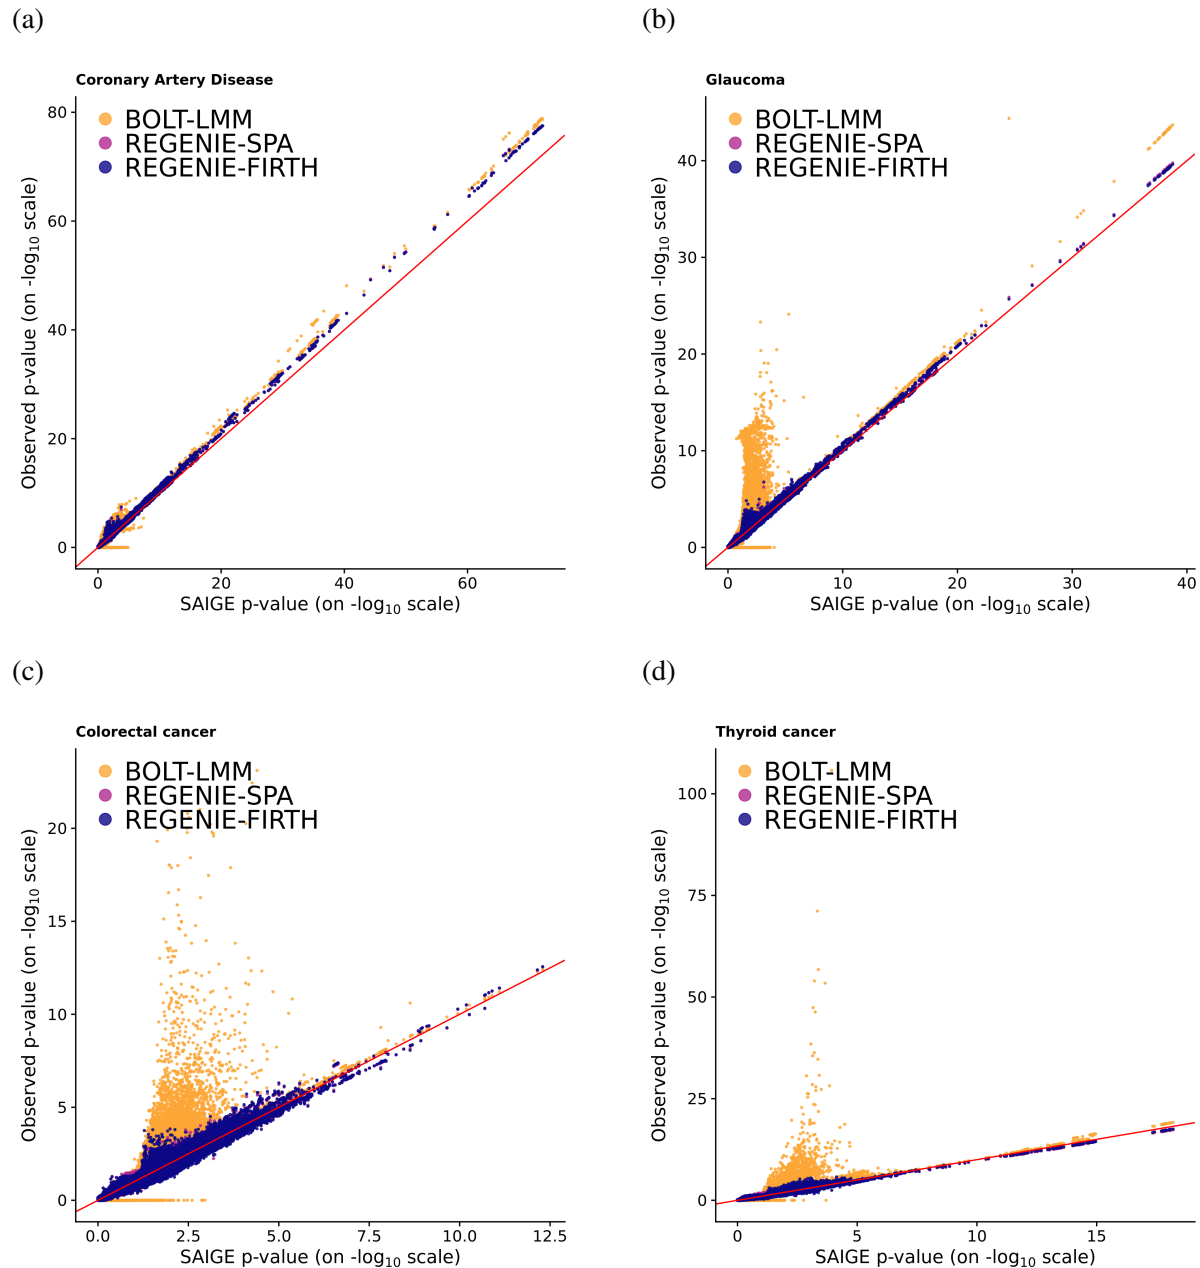 (a)
Coronary Artery Disease
BOLT-LMM
REGENIE-SPA
REGENIE-FIRTH
Observed p-value (on -log10 scale)
80
60
40
20
0
0 20 40 60
SAIGE p-value (on -log10 scale)
(b)
Glaucoma
BOLT-LMM
REGENIE-SPA
REGENIE-FIRTH
Observed p-value (on -log10 scale)
40
30
20
10
0
0 10 20 30 40
SAIGE p-value (on -log10 scale)
(c)
Colorectal cancer
BOLT-LMM
REGENIE-SPA
REGENIE-FIRTH
Observed p-value (on -log10 scale)
20
15
10
5
0
0.0 2.5 5.0 7.5 10.0 12.5
SAIGE p-value (on -log10 scale)
(d)
Thyroid cancer
BOLT-LMM
REGENIE-SPA
REGENIE-FIRTH
Observed p-value (on -log10 scale)
100
75
50
25
0
0 5 10 15
SAIGE p-value (on -log10 scale)